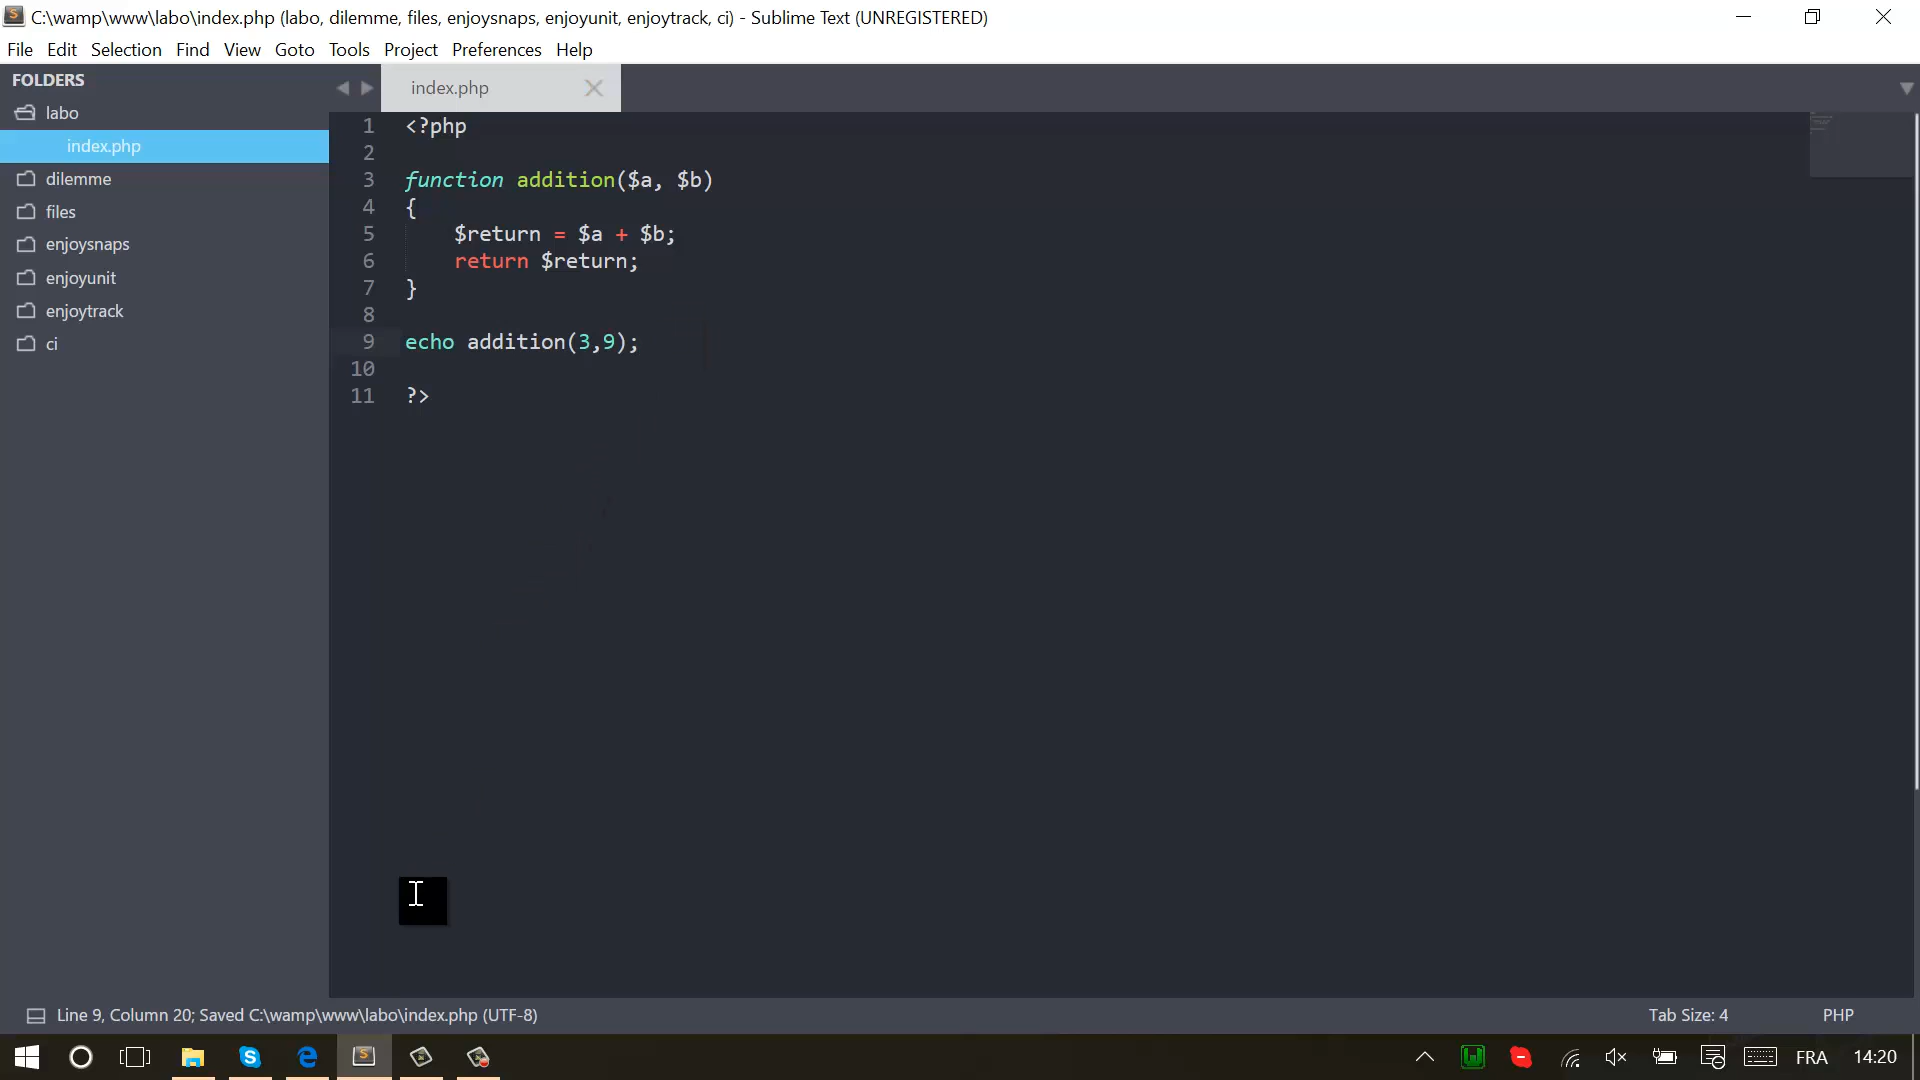 C:\wamp\www\labo\index.php (labo, dilemme, files, enjoysnaps, enjoyunit, enjoytrack, ci) - Sublime Text (UNREGISTERED)
File Edit Selection Find View Goto Tools Project Preferences Help
FOLDERS
labo
index.php
dilemme
files
enjoysnaps
enjoyunit
enjoytrack
ci
index.php
1 <?php
2
3 function addition($a, $b)
4 {
5 $return = $a + $b;
6 return $return;
7 }
8
9 echo addition(3,9);
10
11 ?>
Line 9, Column 20; Saved C:\wamp\www\labo\index.php (UTF-8)
Tab Size: 4
PHP
FRA
14:20